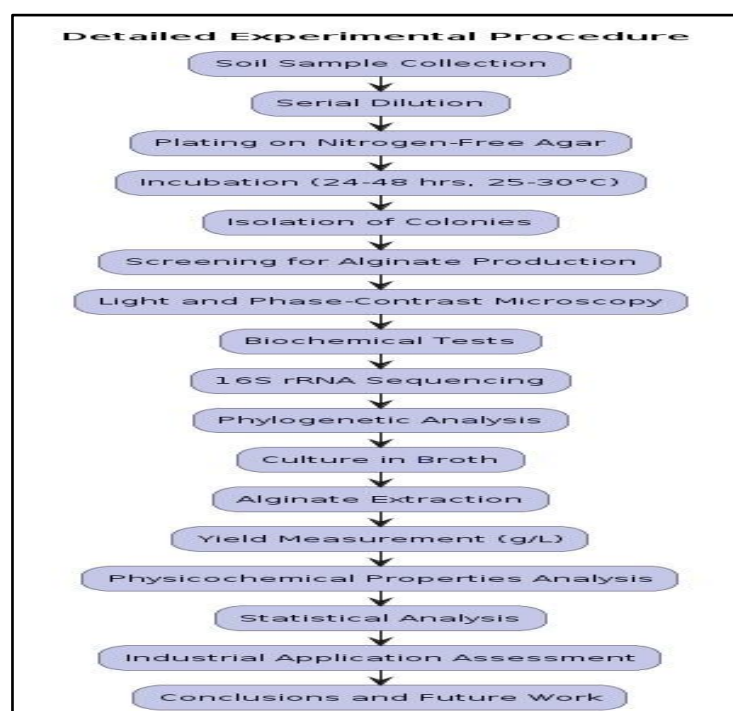 Detailed Experimental Procedure
Soil Sample Collection
Serial Dilution
Plating on Nitrogen-Free Agar
Incubation (24-48 hrs, 25-30°C)
Isolation of Colonies
Screening for Alginate Production
Light and Phase-Contrast Microscopy
Biochemical Tests
16S rRNA Sequencing
Phylogenetic Analysis
Culture in Broth
Alginate Extraction
Yield Measurement (g/L)
Physicochemical Properties Analysis
Statistical Analysis
Industrial Application Assessment
Conclusions and Future Work